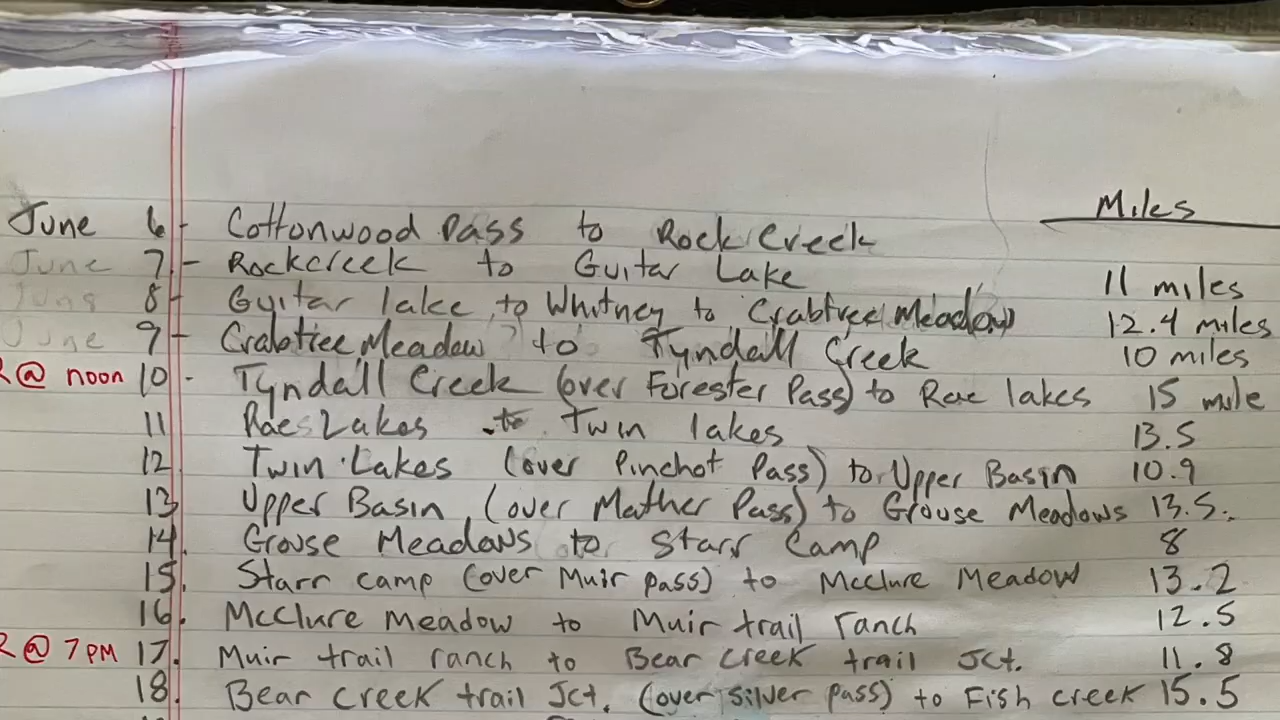 Miles
June 6 - Cottonwood Pass to Rock Creek
June 7 - Rockcreek to Guitar Lake 11 miles
June 8 - Guitar lake to Whitney to Crabtree Meadow 12.4 miles
June 9 - Crabtree Meadow to Tyndall Creek 10 miles
@ noon 10 - Tyndall Creek (over Forester Pass) to Rae lakes 15 mile
11 Raes Lakes to Twin lakes 13.5
12. Twin Lakes (over Pinchot Pass) to Upper Basin 10.9
13. Upper Basin (over Mather Pass) to Grouse Meadows 13.5.
14. Grouse Meadows to Starr Camp 8
15. Starr camp (over Muir pass) to McClure Meadow 13.2
16. McClure meadow to Muir trail ranch 12.5
@ 7 PM 17. Muir trail ranch to Bear creek trail Jct. 11.8
18. Bear creek trail Jct. (over silver pass) to Fish creek 15.5